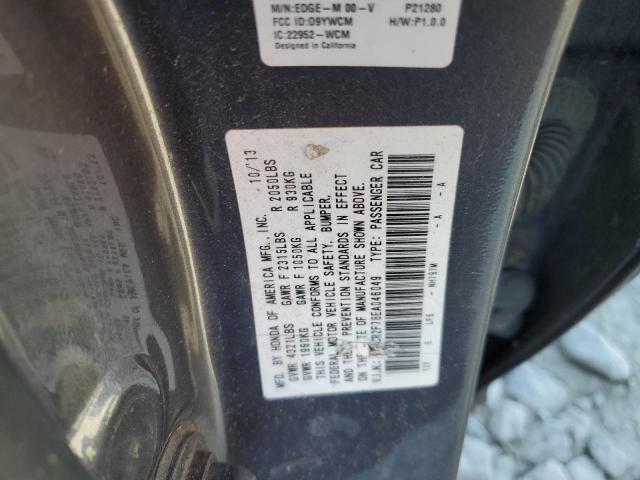 M/N:EDGE-M 00-V P21280
FCC ID:O9YWCM H/W:P1.0.0
IC:22952-WCM
Designed in California
MFD. BY HONDA OF AMERICA MFG., INC. 10/'13
GVWR 4321LBS GAWR F 2315LBS R 2050LBS
GVWR 1960KG GAWR F 1050KG R 930KG
THIS VEHICLE CONFORMS TO ALL APPLICABLE
FEDERAL MOTOR VEHICLE SAFETY, BUMPER,
AND THEFT PREVENTION STANDARDS IN EFFECT
ON THE DATE OF MANUFACTURE SHOWN ABOVE.
V.I.N.: CR2F78EA046049 TYPE: PASSENGER CAR
E LFS NH797M - A - A